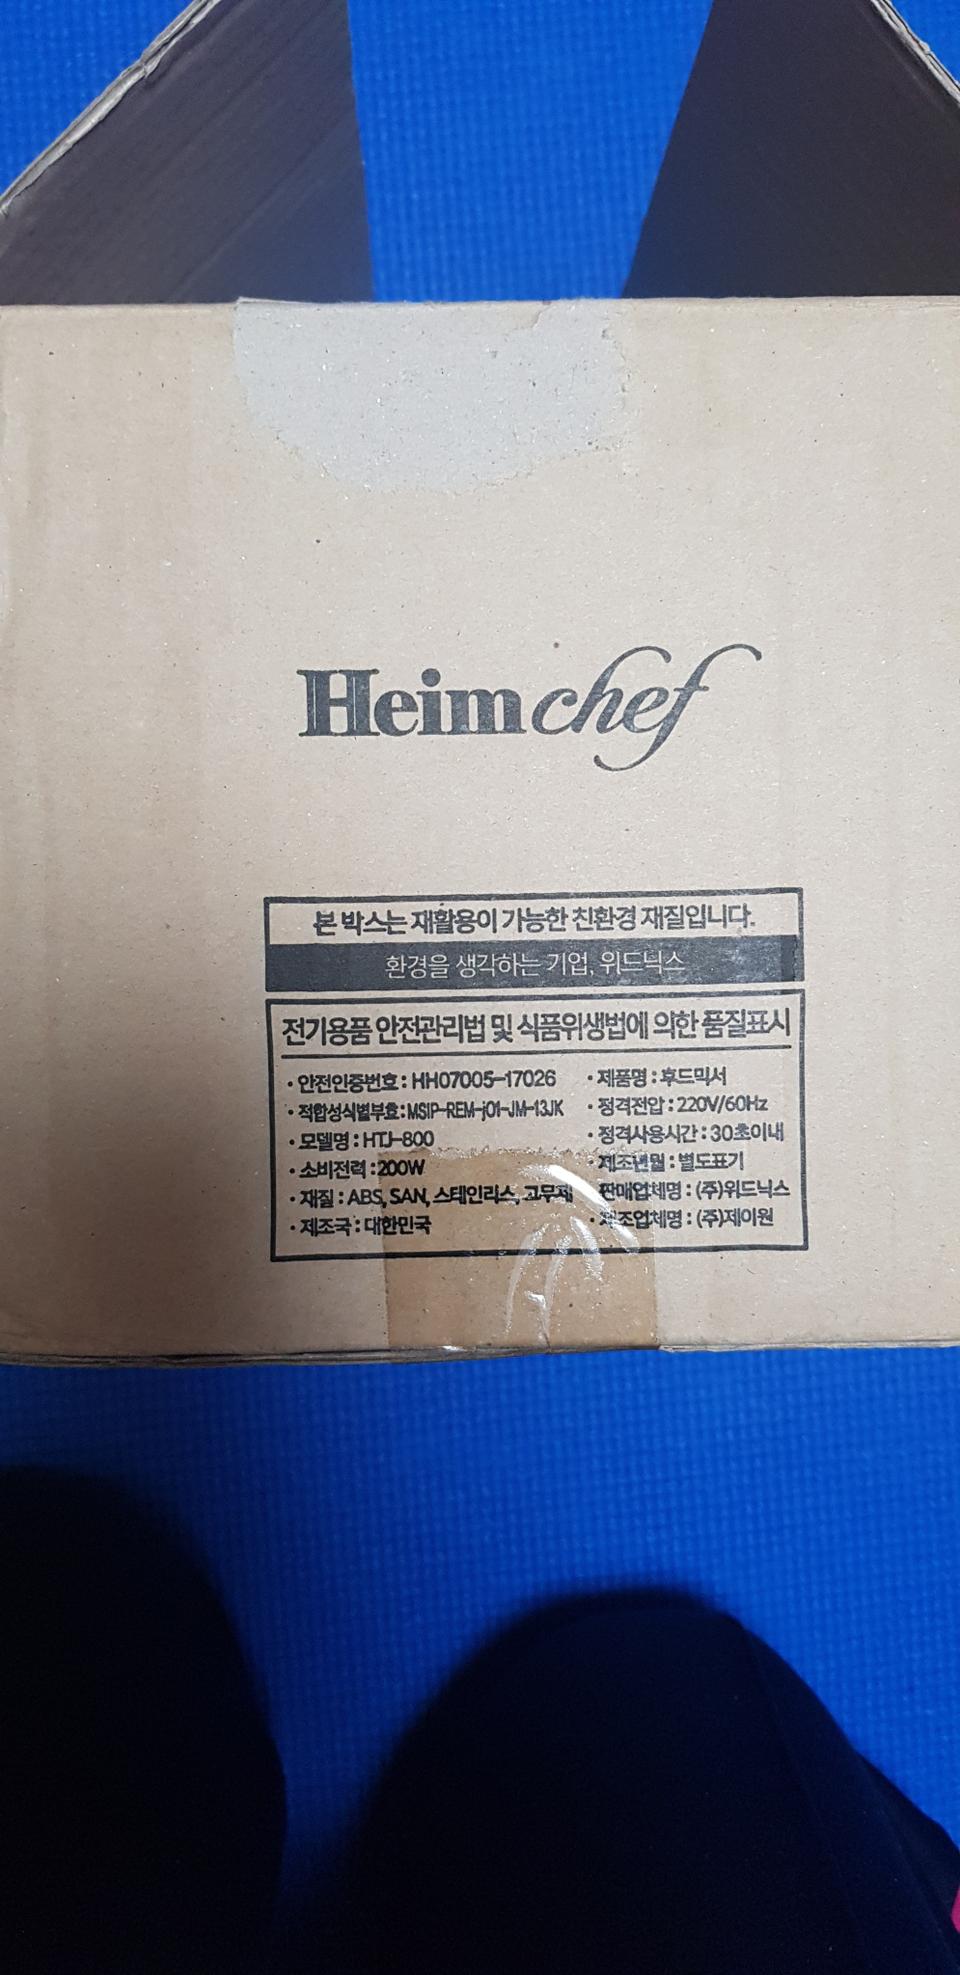 Heimchef
본 박스는 재활용이 가능한 친환경 재질입니다.
환경을 생각하는 기업, 위드닉스
전기용품 안전관리법 및 식품위생법에 의한 품질표시
· 안전인증번호 : HH07005-17026
· 적합성식별부호 : MSIP-REM-j01-JM-13JK
· 모델명 : HTJ-800
· 소비전력 : 200W
· 재질 : ABS, SAN, 스테인리스, 고무제
· 제조국 : 대한민국
· 제품명 : 후드믹서
· 정격전압 : 220V/60Hz
· 정격사용시간 : 30초이내
· 제조년월 : 별도표기
· 판매업체명 : (주)위드닉스
· 제조업체명 : (주)제이원